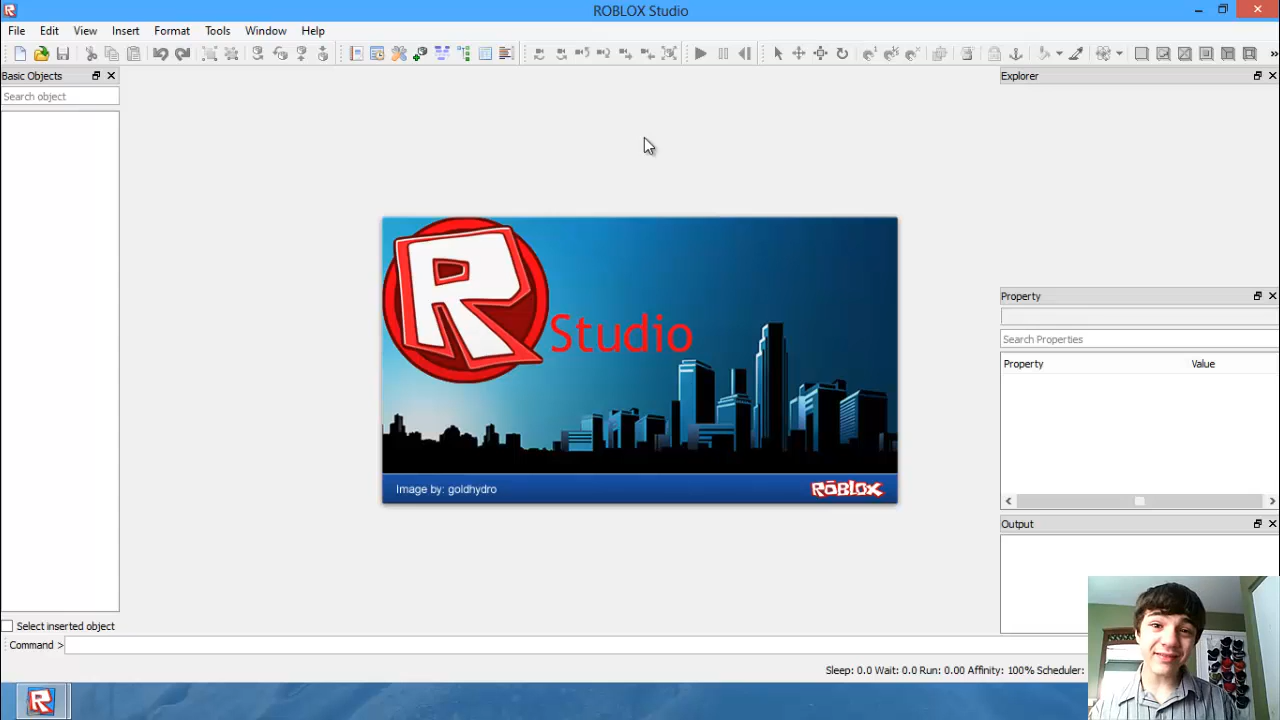 ROBLOX Studio
File Edit View Insert Format Tools Window Help
Basic Objects
Explorer
Search object
R
Studio
Image by: goldhydro
ROBLOX
Property
Search Properties
Property Value
Output
Select inserted object
Command >
Sleep: 0.0 Wait: 0.0 Run: 0.00 Affinity: 100% Scheduler:
R